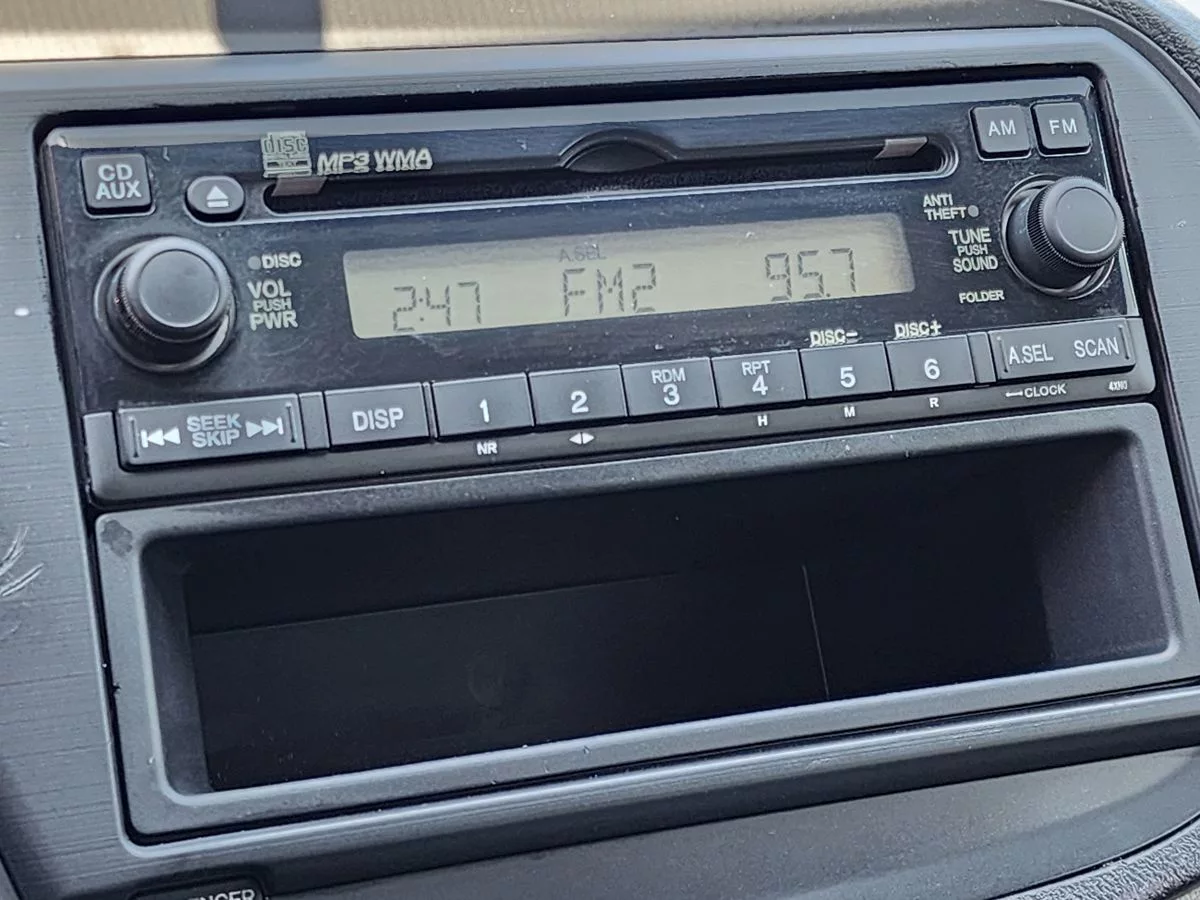 AM
FM
CD
AUX
disc
TEXT
MP3 WMA
ANTI
THEFT
DISC
VOL
PUSH
PWR
A.SEL
2:47 FM2 95.7
TUNE
PUSH
SOUND
FOLDER
DISC-
DISC+
SEEK
SKIP
DISP
1
2
RDM
3
RPT
4
5
6
A.SEL SCAN
NR
H
M
R
CLOCK